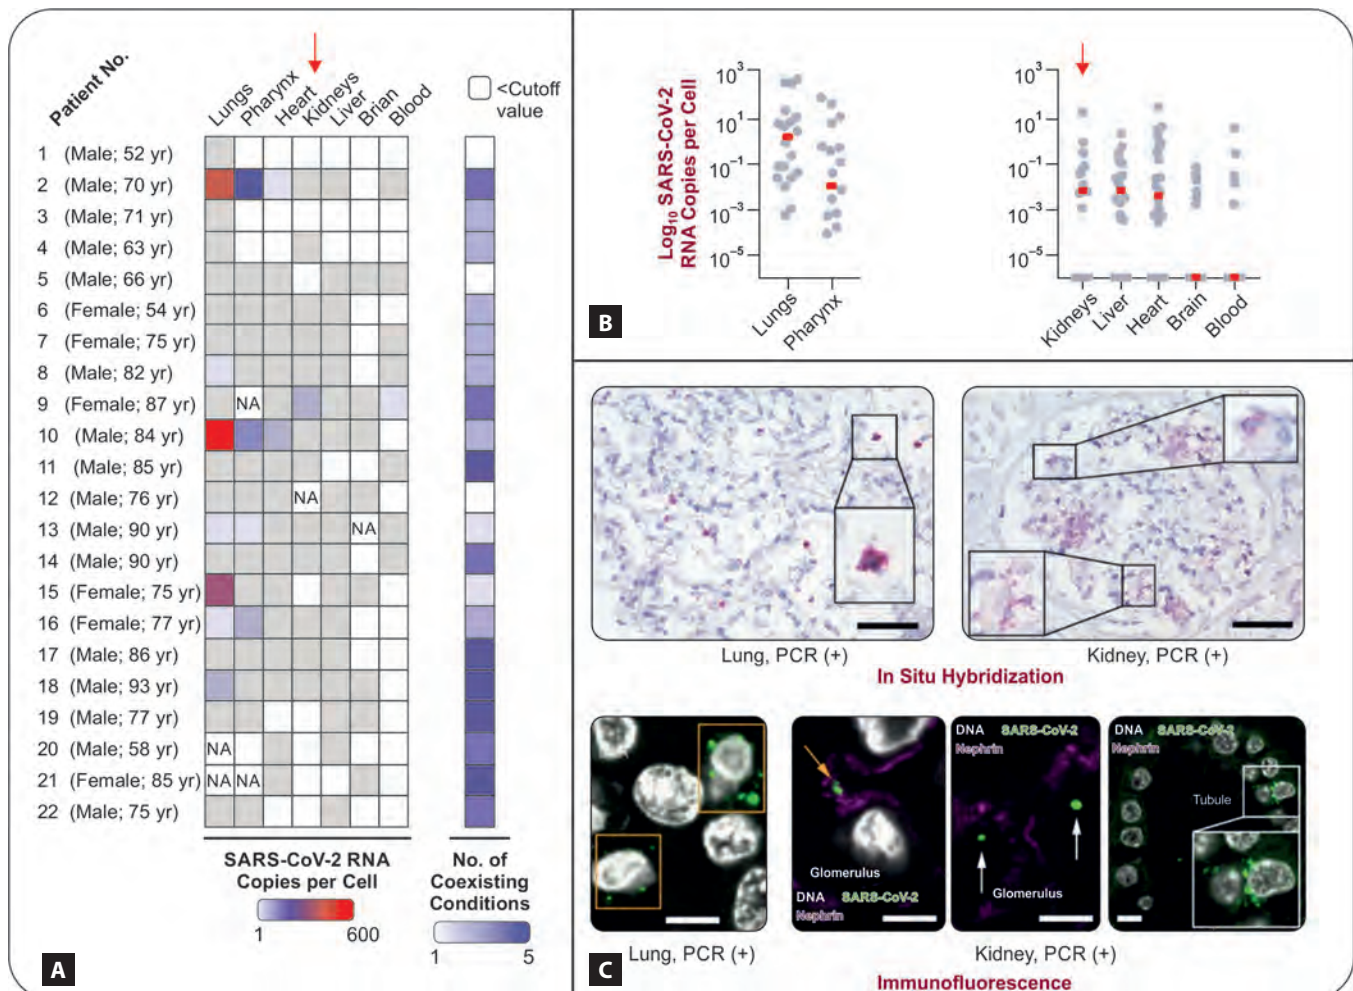 Patient No.
Lungs
Pharynx
Heart
Kidneys
Liver
Brian
Blood
<Cutoff
value
1 (Male; 52 yr)
2 (Male; 70 yr)
3 (Male; 71 yr)
4 (Male; 63 yr)
5 (Male; 66 yr)
6 (Female; 54 yr)
7 (Female; 75 yr)
8 (Male; 82 yr)
9 (Female; 87 yr)
NA
10 (Male; 84 yr)
11 (Male; 85 yr)
12 (Male; 76 yr)
NA
13 (Male; 90 yr)
NA
14 (Male; 90 yr)
15 (Female; 75 yr)
16 (Female; 77 yr)
17 (Male; 86 yr)
18 (Male; 93 yr)
19 (Male; 77 yr)
20 (Male; 58 yr)
NA
21 (Female; 85 yr)
NA NA
22 (Male; 75 yr)
SARS-CoV-2 RNA
Copies per Cell
1 600
No. of
Coexisting
Conditions
1 5
A
Log10 SARS-CoV-2
RNA Copies per Cell
10³
10¹
10⁻¹
10⁻³
10⁻⁵
Lungs
Pharynx
10³
10¹
10⁻¹
10⁻³
10⁻⁵
Kidneys
Liver
Heart
Brain
Blood
B
Lung, PCR (+)
Kidney, PCR (+)
In Situ Hybridization
Glomerulus
DNA SARS-CoV-2
Nephrin
DNA SARS-CoV-2
Nephrin
Glomerulus
DNA SARS-CoV-2
Tubule
Lung, PCR (+)
Kidney, PCR (+)
Immunofluorescence
C